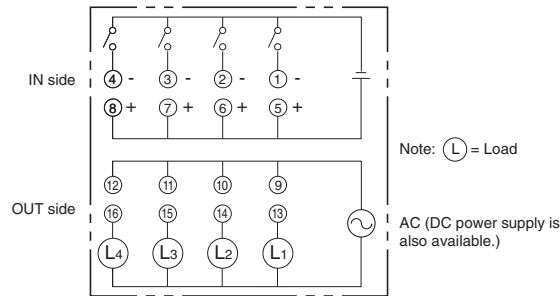 IN side
4 - 3 - 2 - 1 -
8 + 7 + 6 + 5 +
Note: L = Load
12 11 10 9
OUT side
16 15 14 13
AC (DC power supply is
also available.)
L4 L3 L2 L1